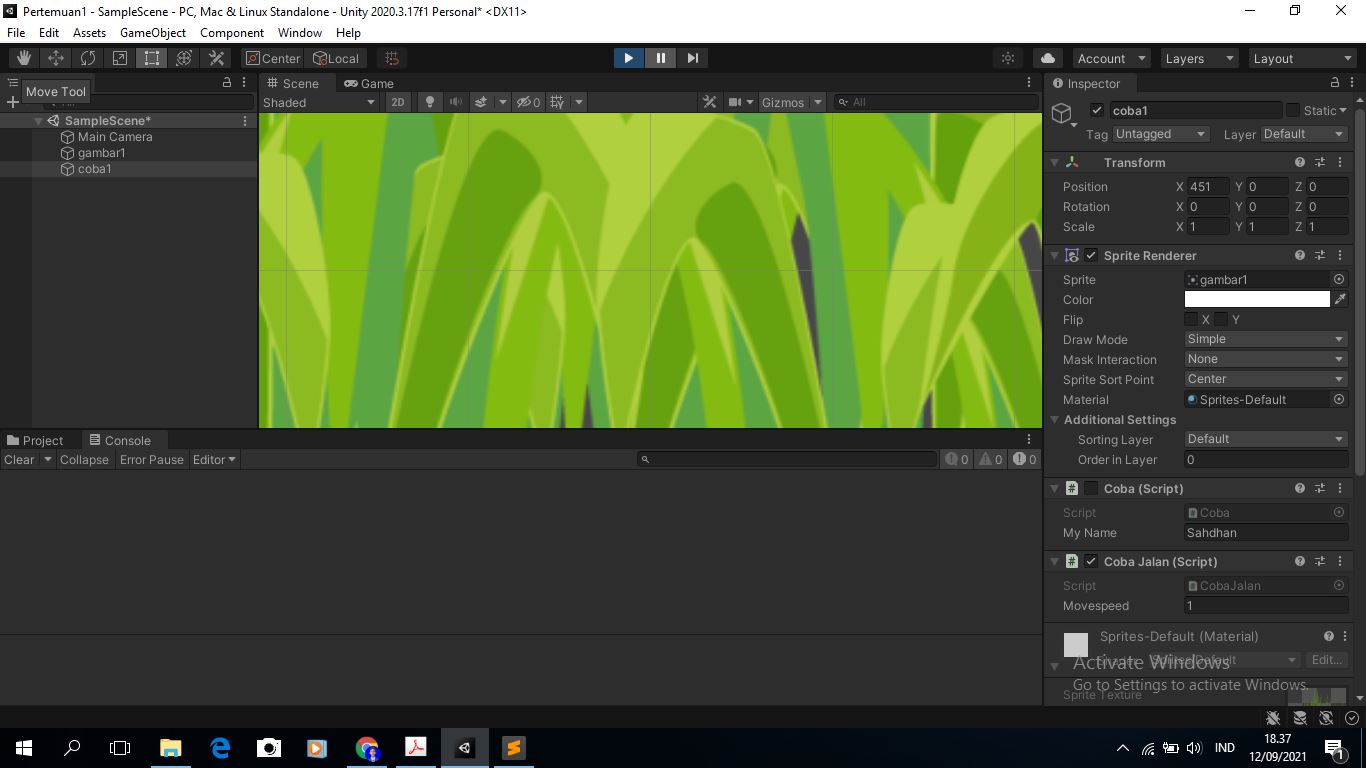 Pertemuan1 - SampleScene - PC, Mac & Linux Standalone - Unity 2020.3.17f1 Personal* <DX11>
File Edit Assets GameObject Component Window Help
Center Local Account Layers Layout
Move Tool
All
Scene Game Inspector
Shaded 2D 0 Gizmos All
SampleScene*
Main Camera
gambar1
coba1
coba1 Static
Tag Untagged Layer Default
Transform
Position X 451 Y 0 Z 0
Rotation X 0 Y 0 Z 0
Scale X 1 Y 1 Z 1
Sprite Renderer
Sprite gambar1
Color
Flip X Y
Draw Mode Simple
Mask Interaction None
Sprite Sort Point Center
Material Sprites-Default
Additional Settings
Sorting Layer Default
Order in Layer 0
Coba (Script)
Script Coba
My Name Sahdhan
Coba Jalan (Script)
Script CobaJalan
Movespeed 1
Sprites-Default (Material)
Shader Sprites/Default Edit...
Sprite Texture
Project Console
Clear Collapse Error Pause Editor 0 0 0
Activate Windows
Go to Settings to activate Windows.
IND 18.37
12/09/2021
1